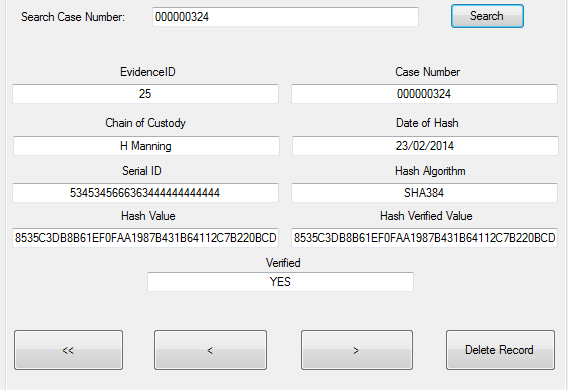 Search Case Number: 000000324 Search
EvidenceID Case Number
25 000000324
Chain of Custody Date of Hash
H Manning 23/02/2014
Serial ID Hash Algorithm
5345345666363444444444444 SHA384
Hash Value Hash Verified Value
8535C3DB8B61EF0FAA1987B431B64112C7B220BCD 8535C3DB8B61EF0FAA1987B431B64112C7B220BCD
Verified
YES
<< < > Delete Record